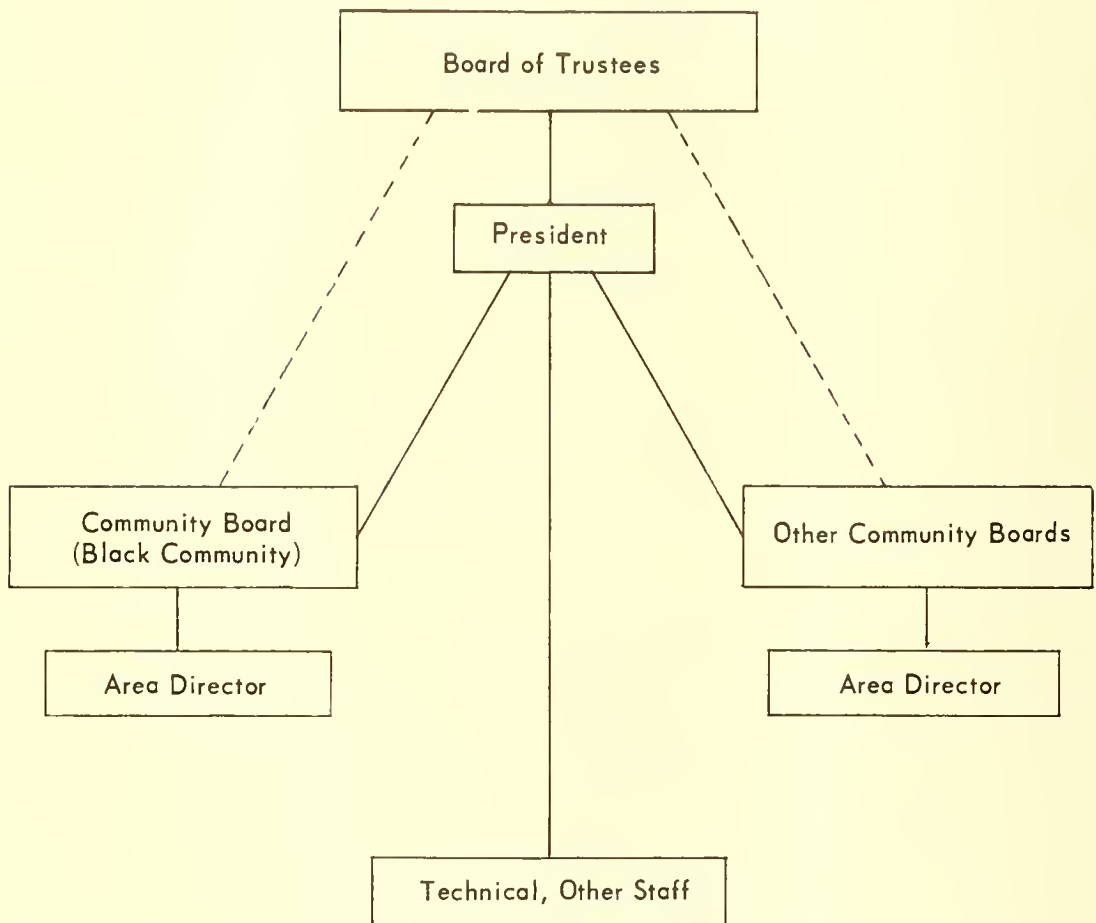 Board of Trustees
President
Community Board
(Black Community)
Other Community Boards
Area Director
Area Director
Technical, Other Staff